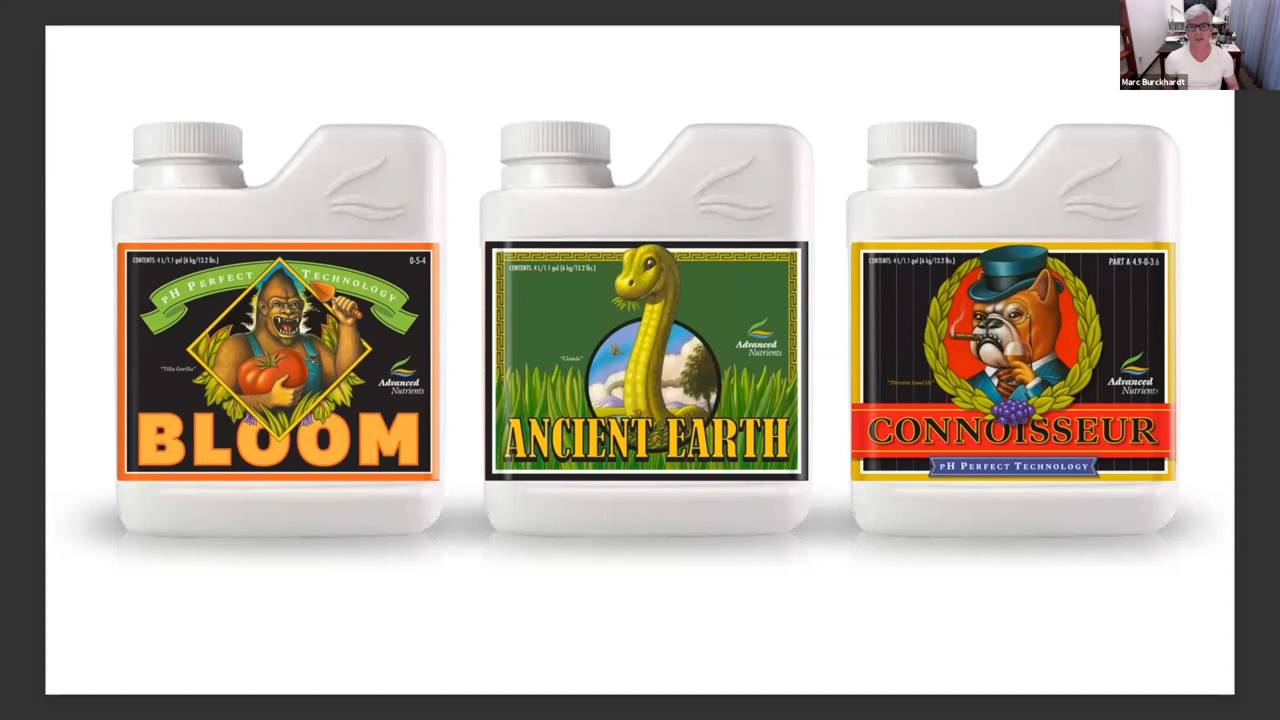 Marc Burckhardt
CONTENTS: 4 L/1.1 gal (6 kg/13.2 lbs.)
0-5-4
pH PERFECT TECHNOLOGY
"Tilla Gorilla"
Advanced
Nutrients
BLOOM
CONTENTS: 4 L/1.1 gal (6 kg/13.2 lbs.)
Advanced
Nutrients
ANCIENT EARTH
CONTENTS: 4 L/1.1 gal (6 kg/13.2 lbs.)
PART A 4.9-0-3.6
Advanced
Nutrients
CONNOISSEUR
pH PERFECT TECHNOLOGY